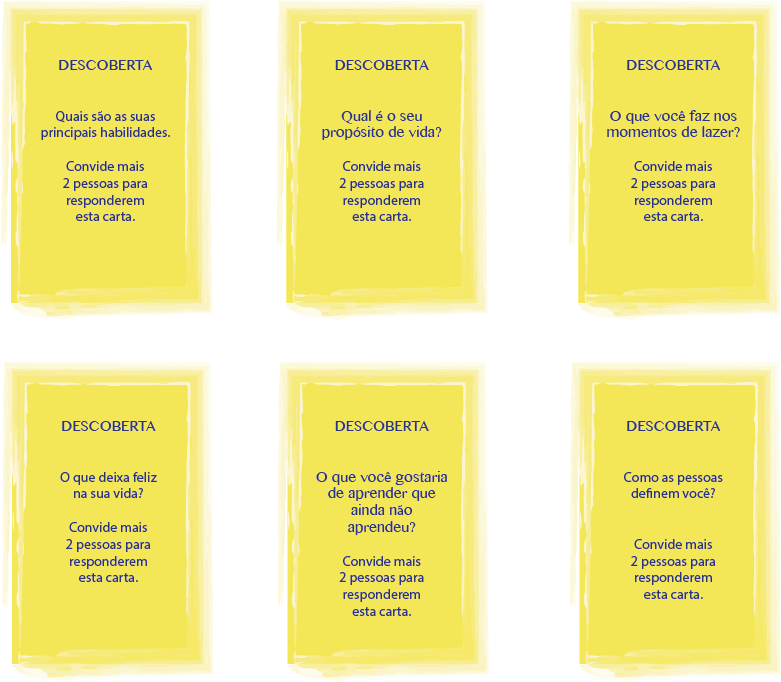 DESCOBERTA
Quais são as suas
principais habilidades.
Convide mais
2 pessoas para
responderem
esta carta.
DESCOBERTA
Qual é o seu
propósito de vida?
Convide mais
2 pessoas para
responderem
esta carta.
DESCOBERTA
O que você faz nos
momentos de lazer?
Convide mais
2 pessoas para
responderem
esta carta.
DESCOBERTA
O que deixa feliz
na sua vida?
Convide mais
2 pessoas para
responderem
esta carta.
DESCOBERTA
O que você gostaria
de aprender que
ainda não
aprendeu?
Convide mais
2 pessoas para
responderem
esta carta.
DESCOBERTA
Como as pessoas
definem você?
Convide mais
2 pessoas para
responderem
esta carta.